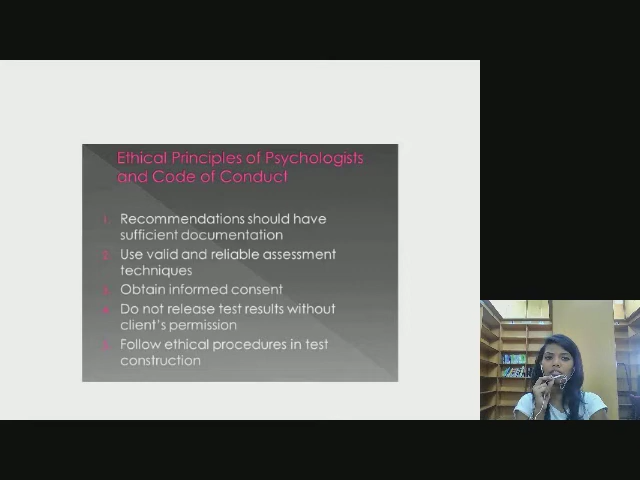 Ethical Principles of Psychologists
and Code of Conduct
1. Recommendations should have
sufficient documentation
2. Use valid and reliable assessment
techniques
3. Obtain informed consent
4. Do not release test results without
client's permission
5. Follow ethical procedures in test
construction